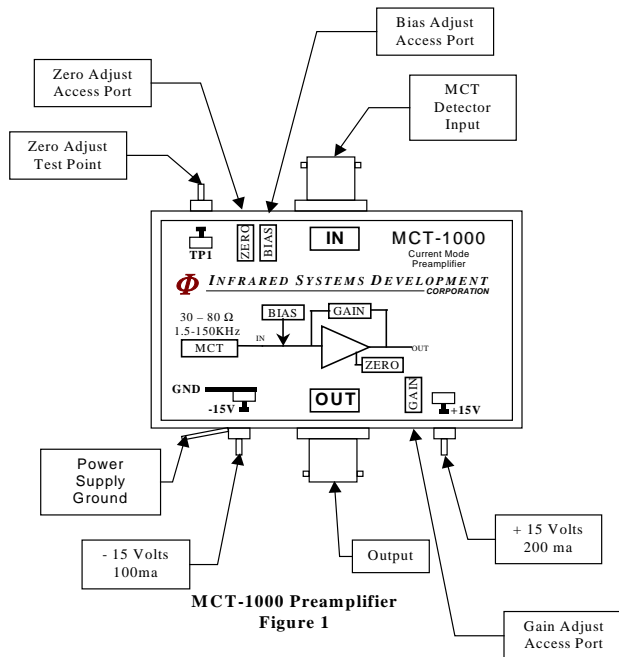 Bias Adjust
Access Port
Zero Adjust
Access Port
MCT
Detector
Input
Zero Adjust
Test Point
TP1
ZERO
BIAS
IN
MCT-1000
Current Mode
Preamplifier
Φ INFRARED SYSTEMS DEVELOPMENT
CORPORATION
30 – 80 Ω
1.5-150KHz
MCT
IN
BIAS
GAIN
OUT
ZERO
GND
-15V
OUT
GAIN
+15V
Power
Supply
Ground
- 15 Volts
100ma
Output
+ 15 Volts
200 ma
MCT-1000 Preamplifier
Figure 1
Gain Adjust
Access Port